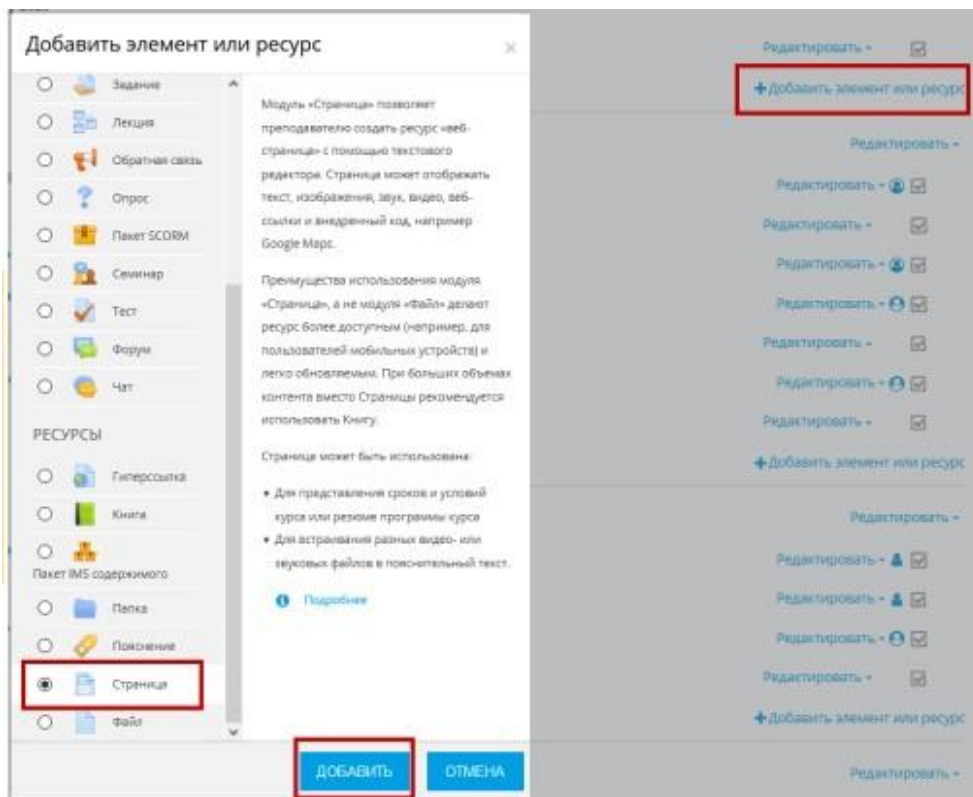 Добавить элемент или ресурс
×
Задание
Лекция
Обратная связь
Опрос
Пакет SCORM
Семинар
Тест
Форум
Чат
РЕСУРСЫ
Гиперссылка
Книга
Пакет IMS содержимого
Папка
Пояснение
Страница
Файл
Модуль «Страница» позволяет
преподавателю создать ресурс «веб-
страница» с помощью текстового
редактора. Страница может отображать
текст, изображения, звук, видео, веб-
ссылки и внедренный код, например
Google Maps.
Преимущества использования модуля
«Страница», а не модуля «Файл» делают
ресурс более доступным (например, для
пользователей мобильных устройств) и
легко обновляемым. При больших объемах
контента вместо Страницы рекомендуется
использовать Книгу.
Страница может быть использована:
• Для представления сроков и условий
курса или резюме программы курса
• Для встраивания разных видео- или
звуковых файлов в пояснительный текст.
Подробнее
ДОБАВИТЬ
ОТМЕНА
Редактировать
+Добавить элемент или ресурс
Редактировать
Редактировать
Редактировать
Редактировать
Редактировать
Редактировать
Редактировать
Редактировать
+Добавить элемент или ресурс
Редактировать
Редактировать
Редактировать
Редактировать
Редактировать
+Добавить элемент или ресурс
Редактировать